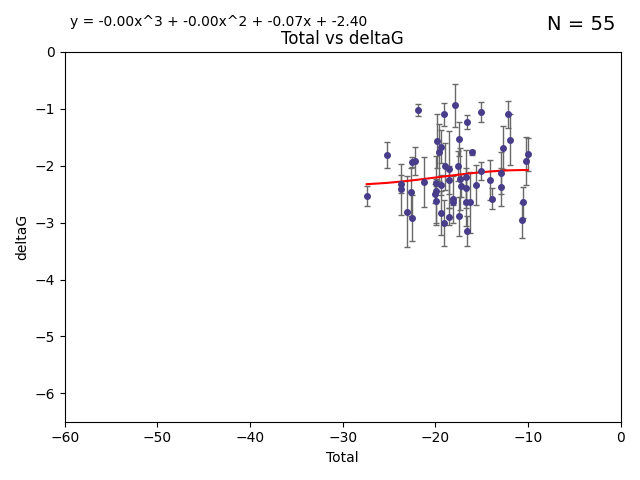 y = -0.00x^3 + -0.00x^2 + -0.07x + -2.40
N = 55
Total vs deltaG
0
−1
−2
−3
−4
−5
−6
deltaG
−60 −50 −40 −30 −20 −10 0
Total